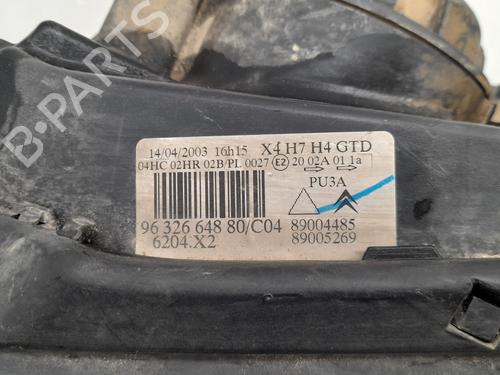 14/04/2003 16h15 X4 H7 H4 GTD
04HC 02HR 02B/PL 0027 E2 20 02A 01 1a
PU3A
96 326 648 80/C04 89004485
6204.X2 89005269
B-PARTS